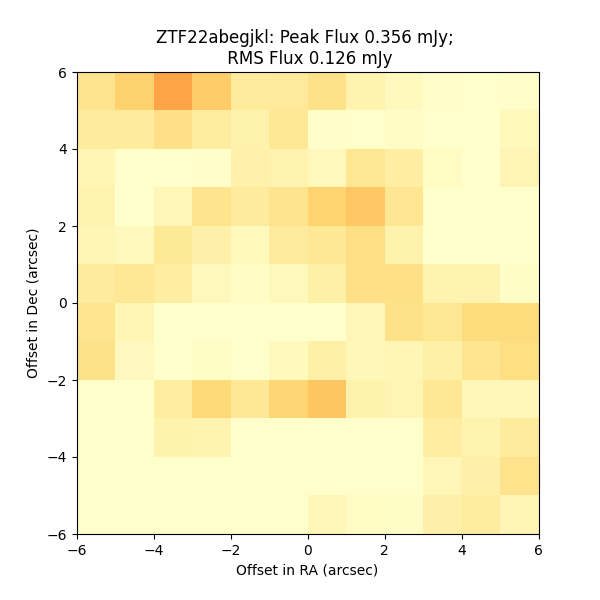 ZTF22abegjkl: Peak Flux 0.356 mJy;
RMS Flux 0.126 mJy
6
4
2
0
−2
−4
−6
Offset in Dec (arcsec)
−6 −4 −2 0 2 4 6
Offset in RA (arcsec)